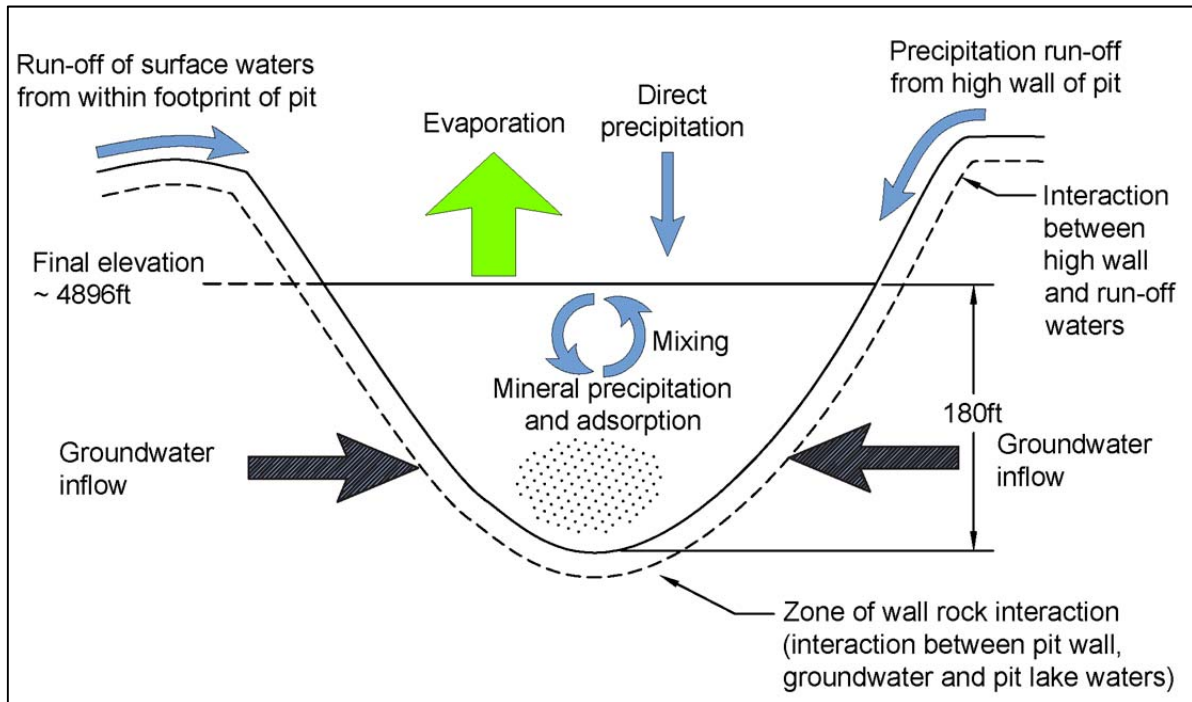 Run-off of surface waters
from within footprint of pit
Evaporation
Direct
precipitation
Precipitation run-off
from high wall of pit
Interaction
between
high wall
and run-off
waters
Final elevation
~ 4896ft
Mixing
Mineral precipitation
and adsorption
180ft
Groundwater
inflow
Groundwater
inflow
Zone of wall rock interaction
(interaction between pit wall,
groundwater and pit lake waters)